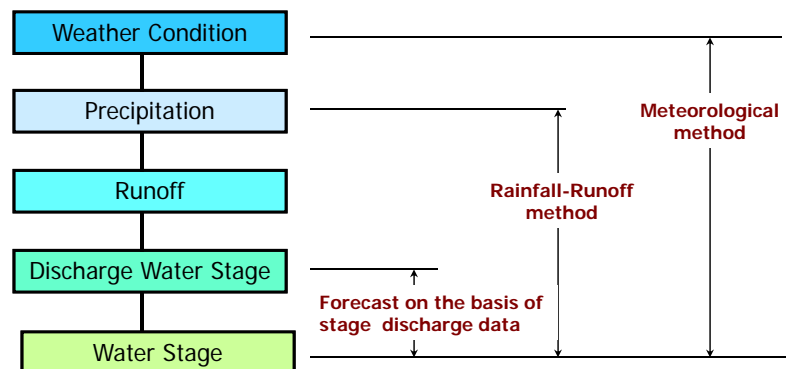 Weather Condition
Precipitation
Meteorological
method
Runoff
Rainfall-Runoff
method
Discharge Water Stage
Forecast on the basis of
stage discharge data
Water Stage